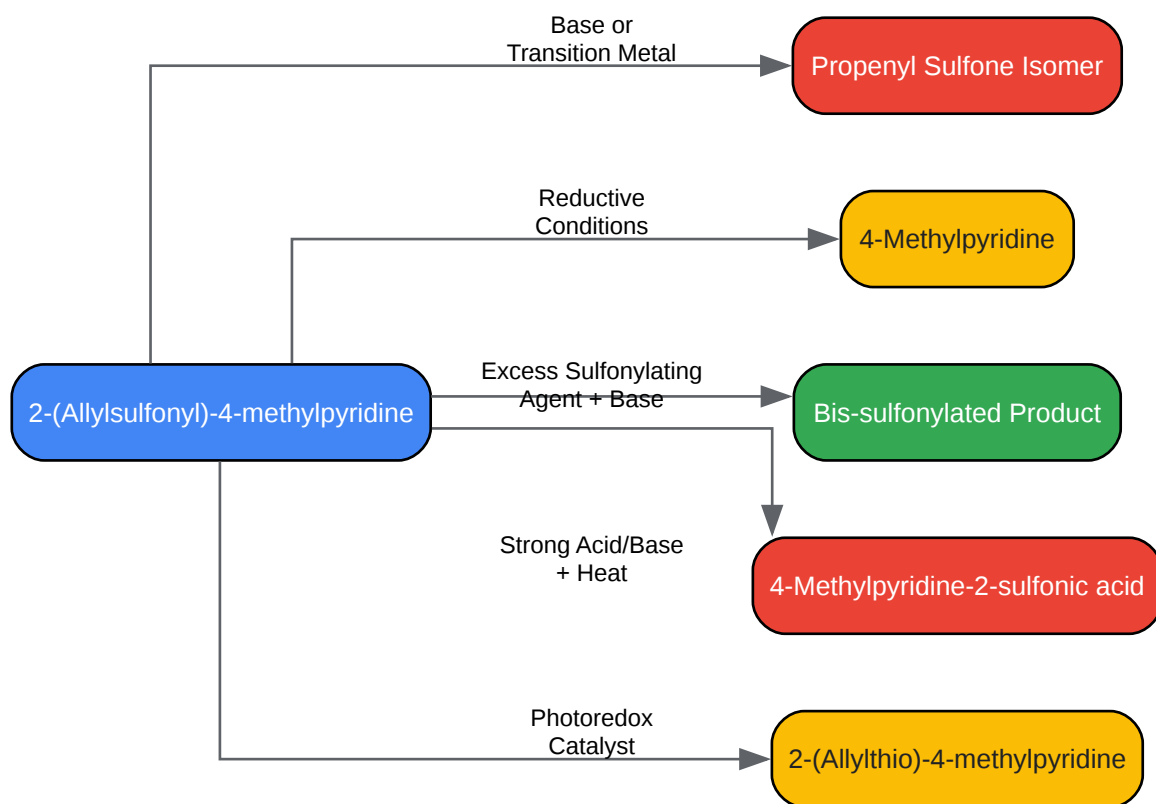 Base or
Transition Metal
Propenyl Sulfone Isomer
Reductive
Conditions
4-Methylpyridine
2-(Allylsulfonyl)-4-methylpyridine
Excess Sulfonylating
Agent + Base
Bis-sulfonylated Product
Strong Acid/Base
+ Heat
4-Methylpyridine-2-sulfonic acid
Photoredox
Catalyst
2-(Allylthio)-4-methylpyridine